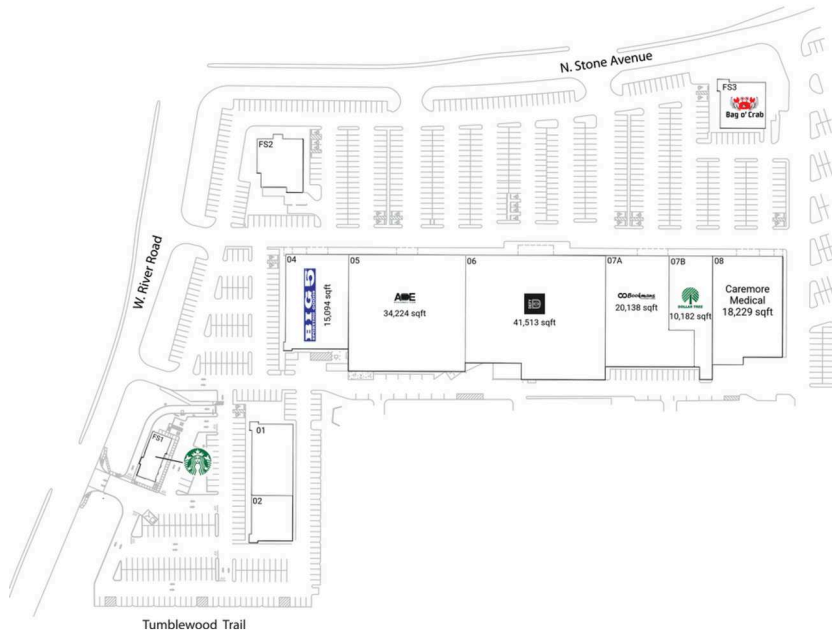 N. Stone Avenue
FS3
Bag o' Crab
FS2
W. River Road
04
BIG 5
15,094 sqft
05
34,224 sqft
06
41,513 sqft
07A
Bookmans
20,138 sqft
07B
DOLLAR TREE
10,182 sqft
08
Caremore
Medical
18,229 sqft
FS1
01
02
Tumblewood Trail